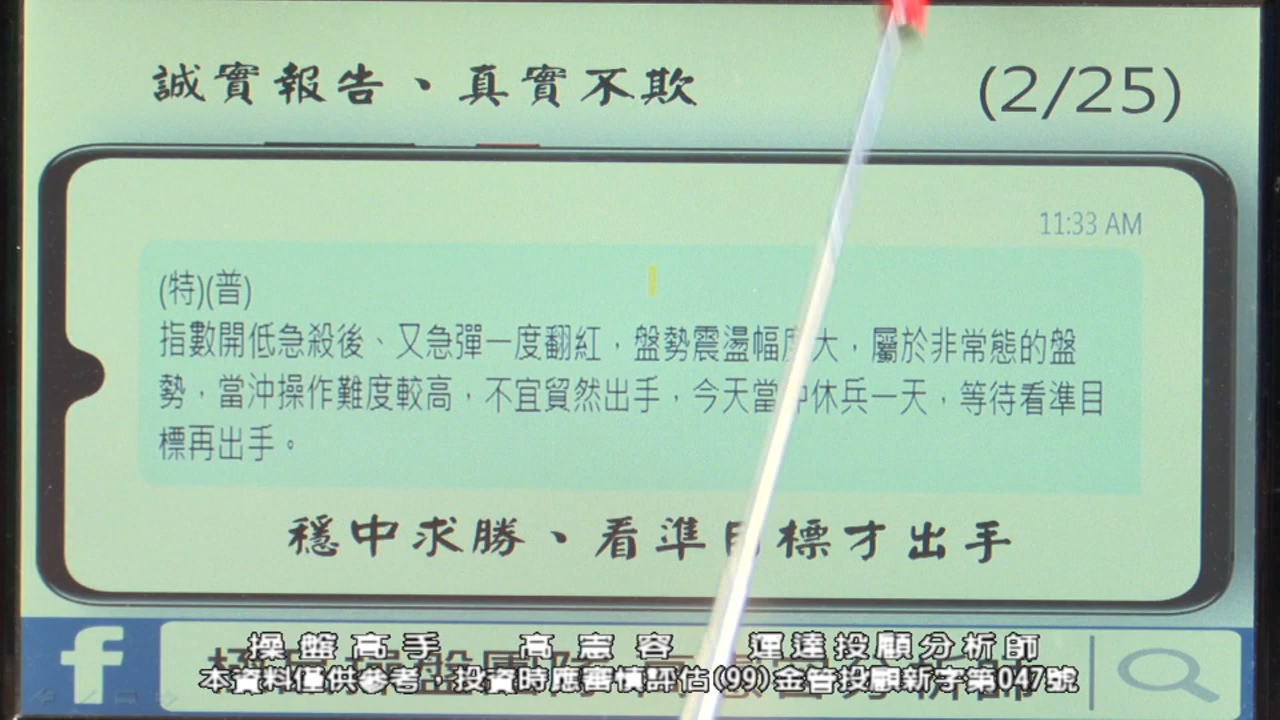 誠實報告、真實不欺
(2/25)
11:33 AM
(特)(普)
指數開低急殺後、又急彈一度翻紅，盤勢震盪幅度大，屬於非常態的盤
勢，當沖操作難度較高，不宜貿然出手，今天當沖休兵一天，等待看準目
標再出手。
穩中求勝、看準目標才出手
f
操盤高手 高憲容 運達投顧分析師
本資料僅供參考，投資時應審慎評估(99)金管投顧新字第047號